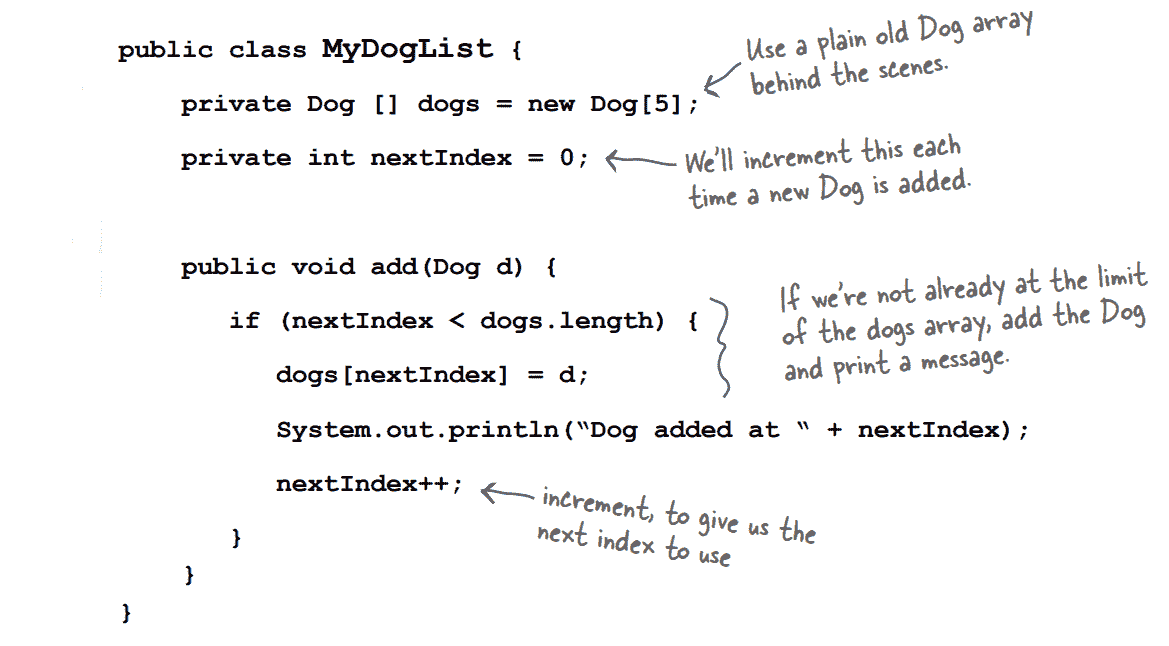 public class MyDogList {
Use a plain old Dog array
behind the scenes.
private Dog [] dogs = new Dog[5];
private int nextIndex = 0;
We'll increment this each
time a new Dog is added.
public void add(Dog d) {
if (nextIndex < dogs.length) {
If we're not already at the limit
of the dogs array, add the Dog
and print a message.
dogs[nextIndex] = d;
System.out.println(“Dog added at “ + nextIndex);
nextIndex++;
increment, to give us the
next index to use
}
}
}